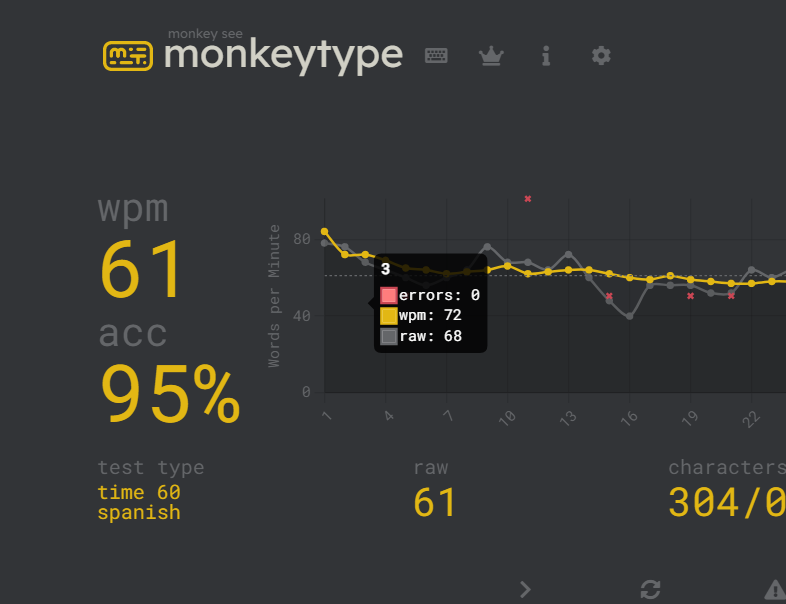 monkey see
monkeytype
wpm
61
acc
95%
Words per Minute
80
40
0
3
errors: 0
wpm: 72
raw: 68
1 4 7 10 13 16 19 22
test type
time 60
spanish
raw
61
characters
304/0